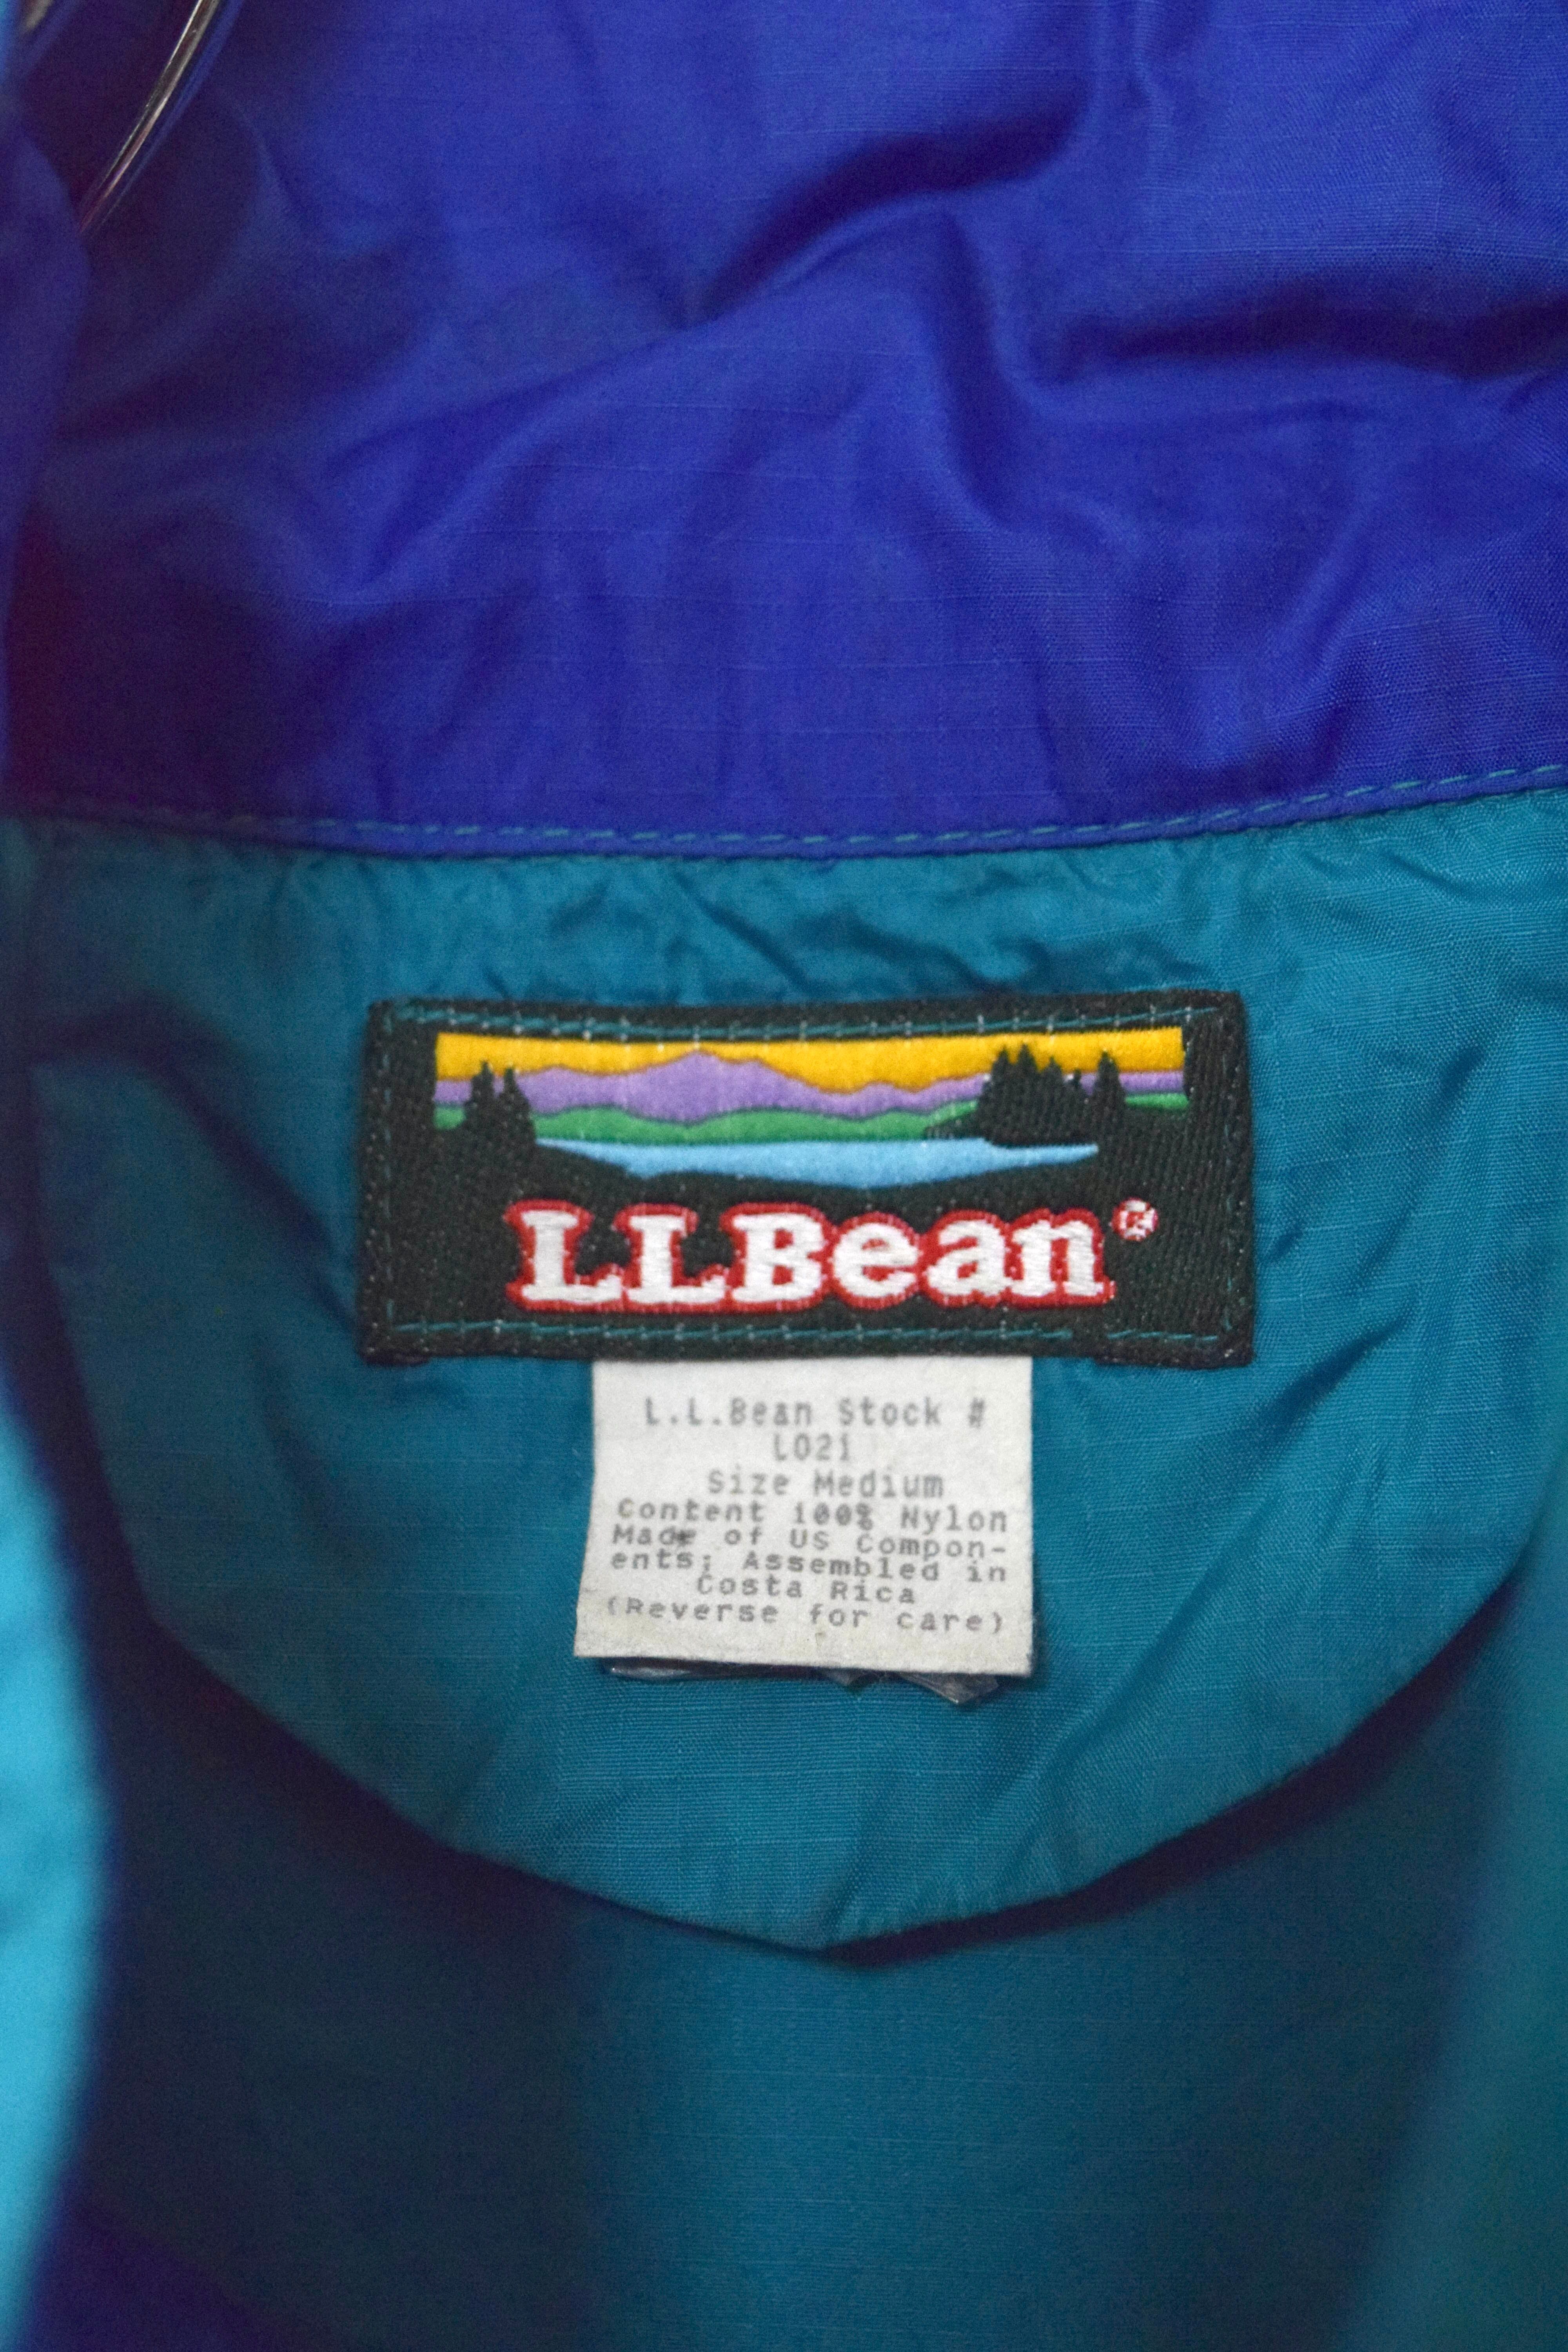 LLBean®
L.L.Bean Stock #
L021
Size Medium
Content 100% Nylon
Made of US Compon-
ents; Assembled in
Costa Rica
(Reverse for care)